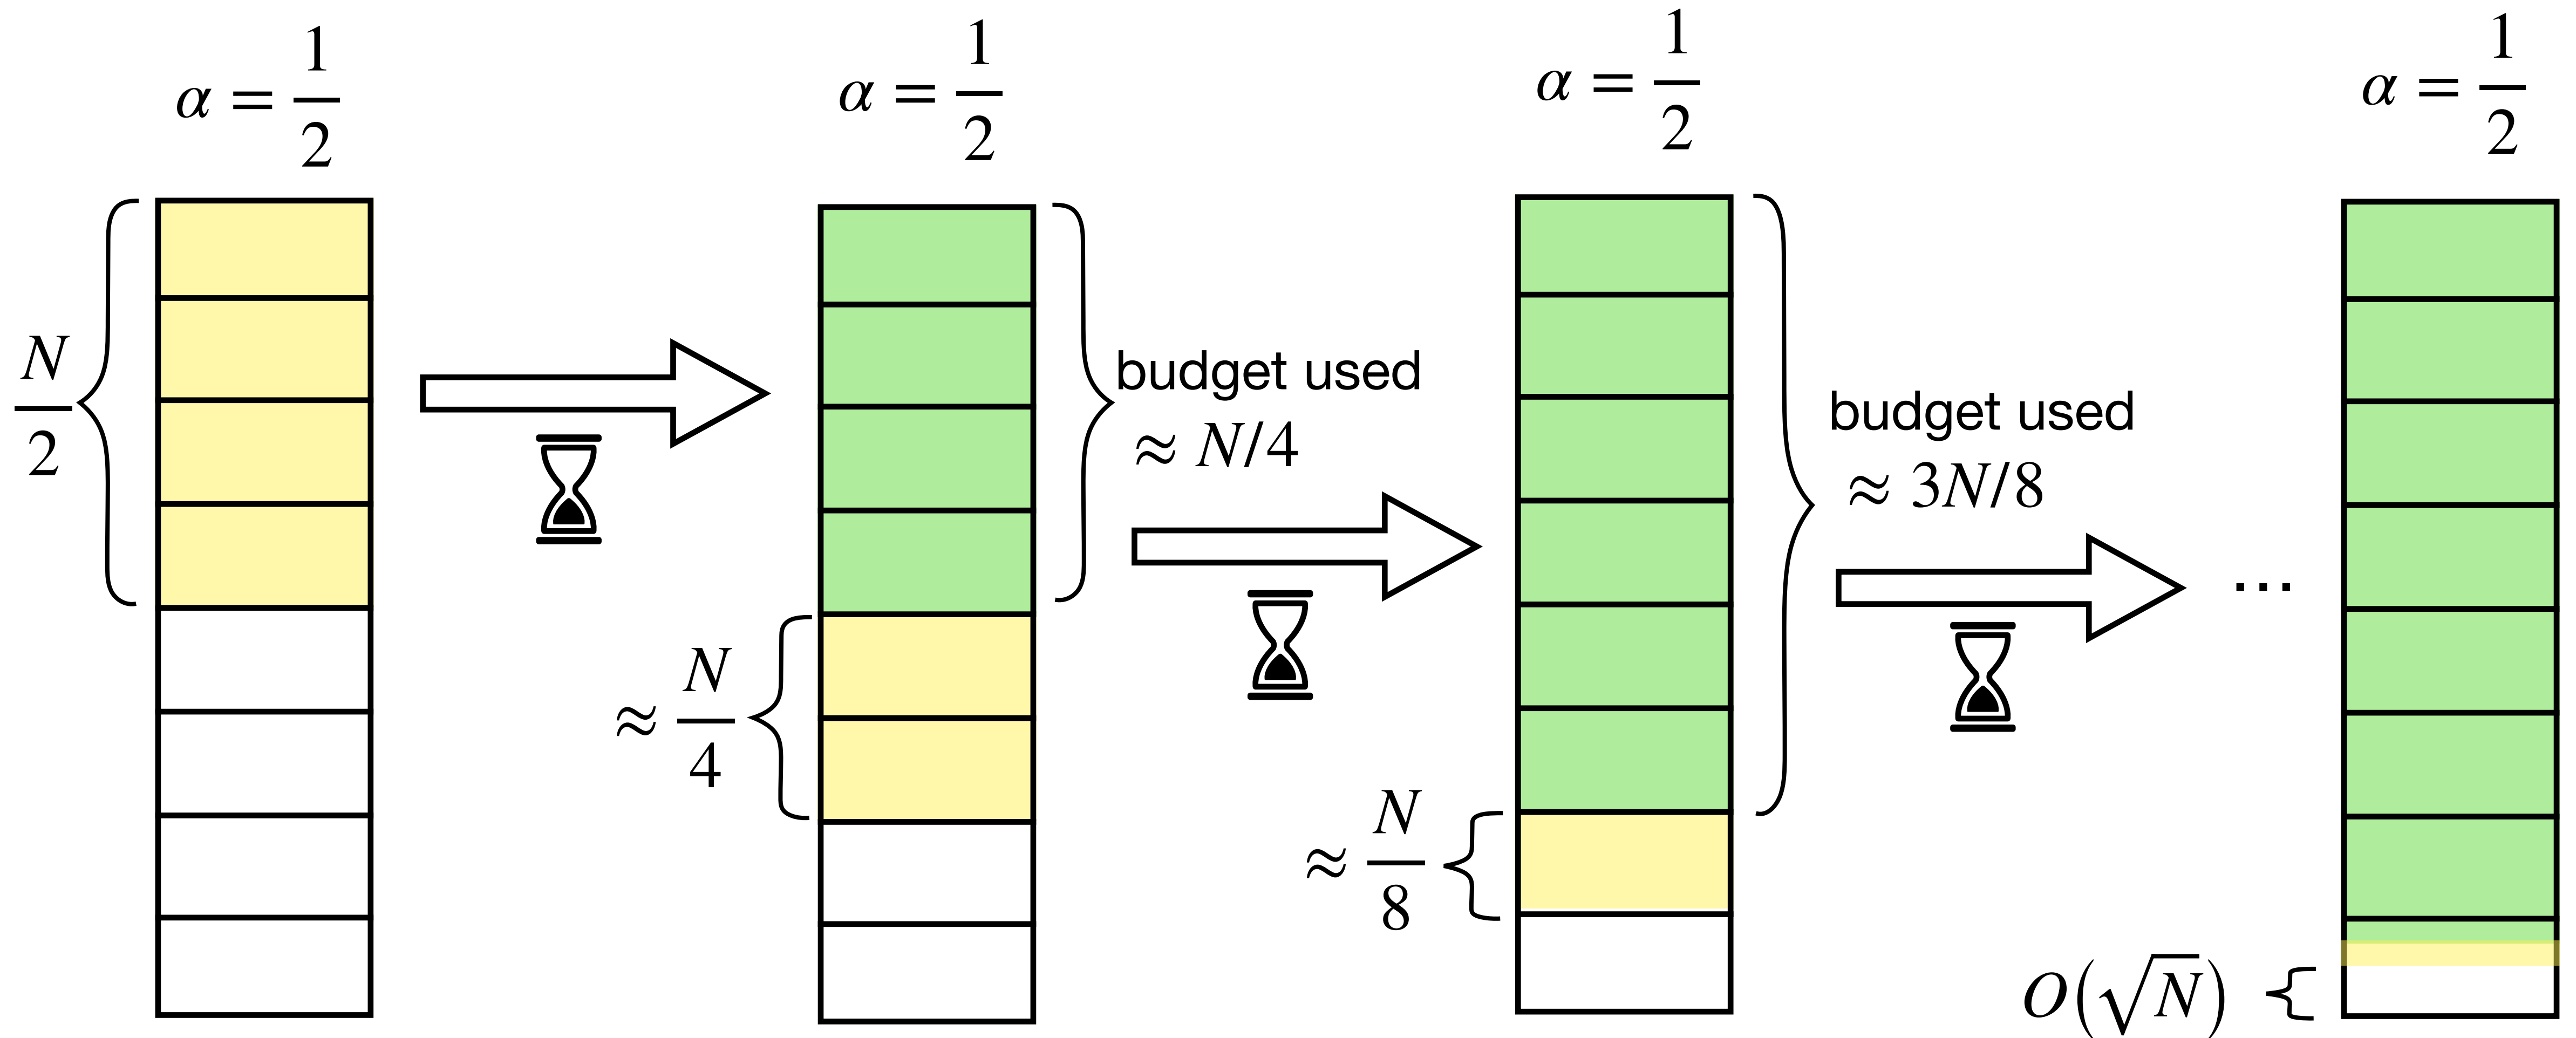 α = 1/2
α = 1/2
α = 1/2
α = 1/2
N/2
budget used
≈ N/4
budget used
≈ 3N/8
...
≈ N/4
≈ N/8
O(√N)